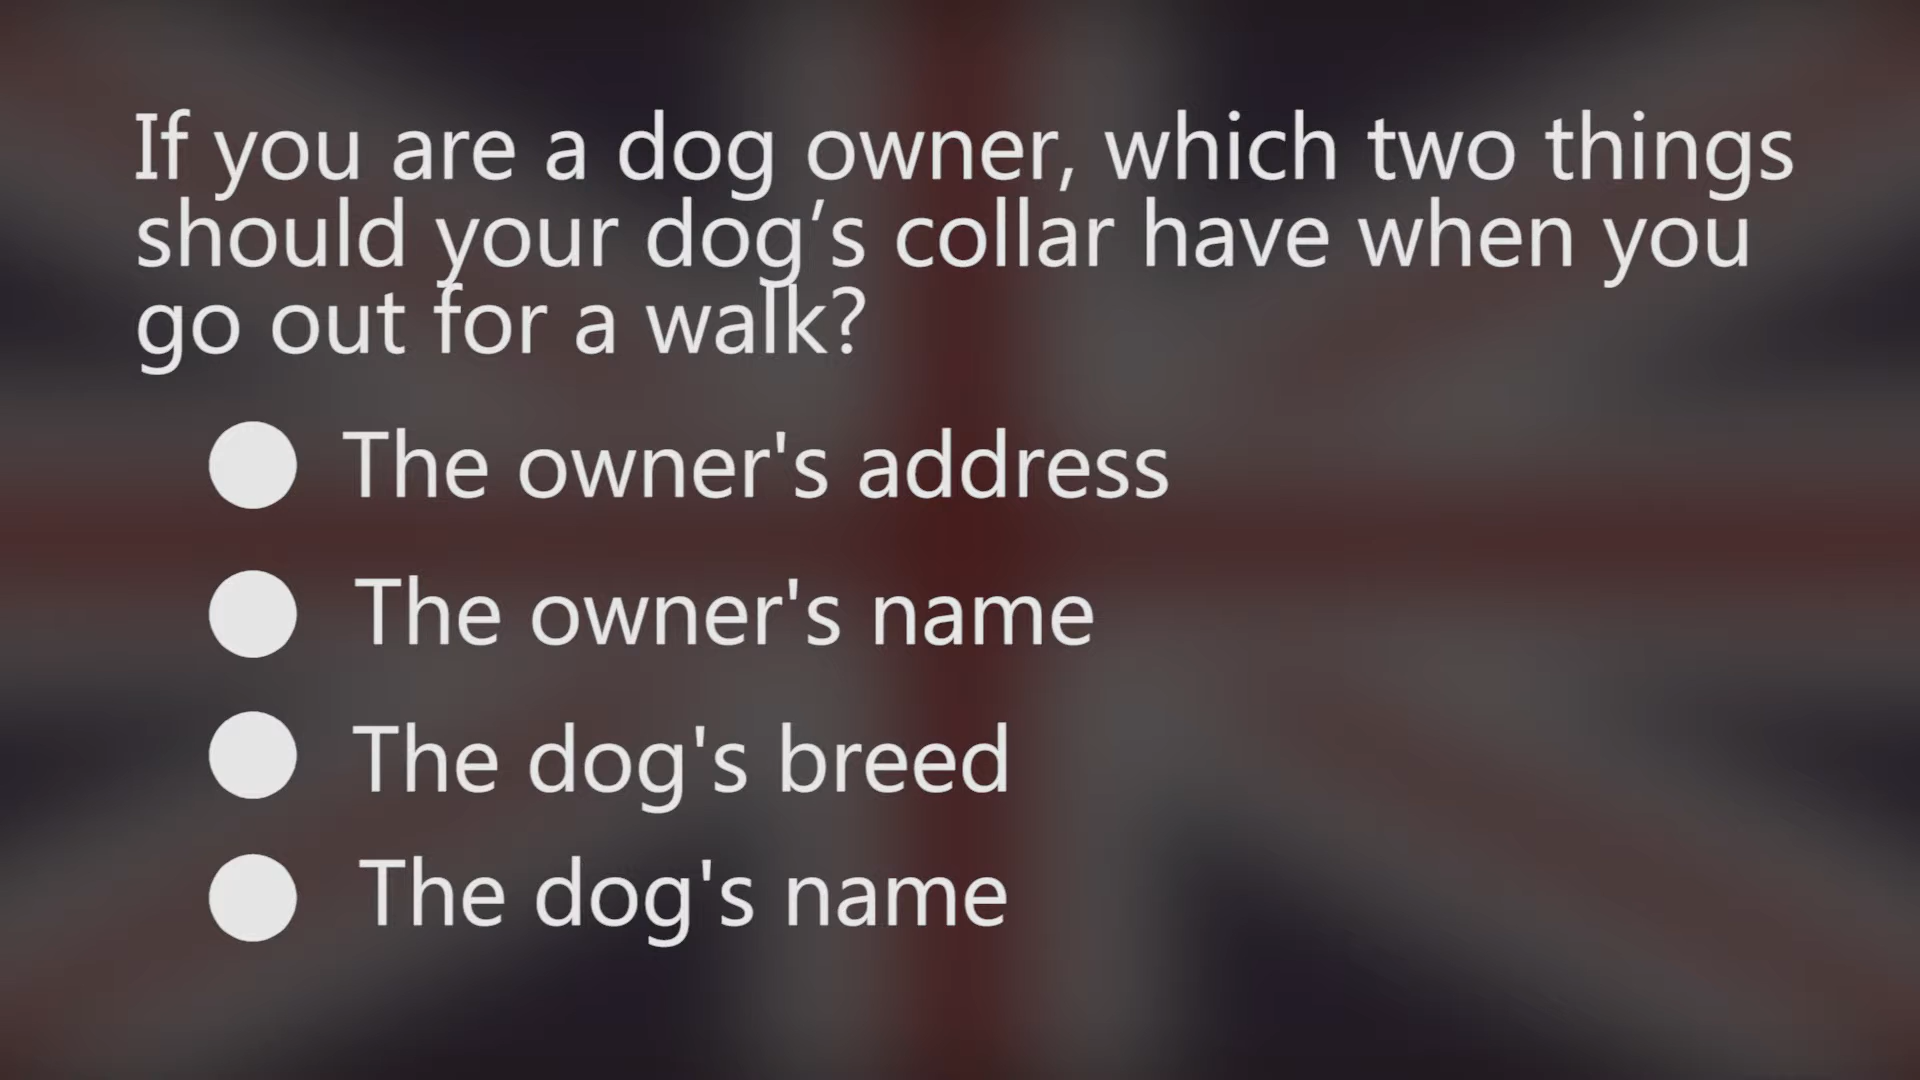 If you are a dog owner, which two things
should your dog’s collar have when you
go out for a walk?
The owner's address
The owner's name
The dog's breed
The dog's name